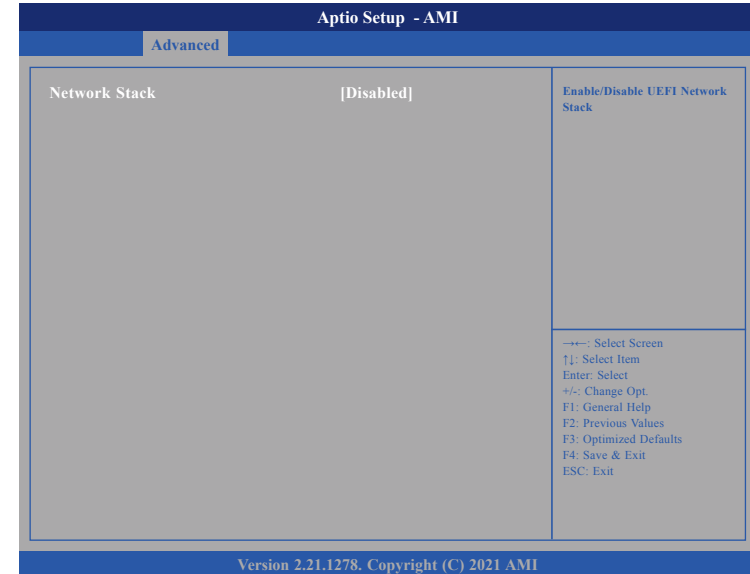 Aptio Setup - AMI
Advanced
Network Stack [Disabled]
Enable/Disable UEFI Network
Stack
→←: Select Screen
↑↓: Select Item
Enter: Select
+/-: Change Opt.
F1: General Help
F2: Previous Values
F3: Optimized Defaults
F4: Save & Exit
ESC: Exit
Version 2.21.1278. Copyright (C) 2021 AMI